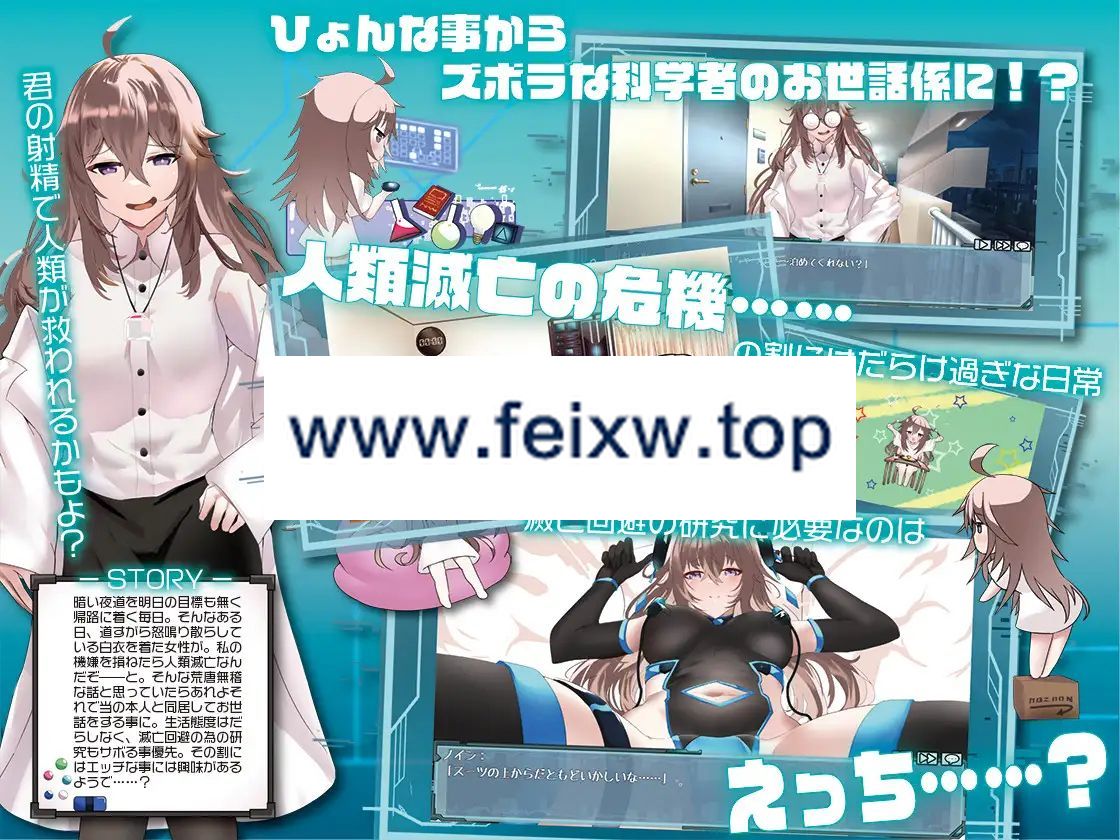 ひょんな事から
ズボラな科学者のお世話係に！？
君の射精で人類が救われるかもよ？
泊めてくれない？」
人類滅亡の危機……
の割にはだらけ過ぎな日常
www.feixw.top
滅亡回避の研究に必要なのは
STORY
暗い夜道を明日の目標も無く
帰路に着く毎日。そんなある
日、道すがら怒鳴り散らして
いる白衣を着た女性が。私の
機嫌を損ねたら人類滅亡なん
だぞ――と。そんな荒唐無稽
な話と思っていたらあれよそ
れで当の本人と同居してお世
話をする事に。生活態度はだ
らしなく、滅亡回避の為の研
究もサボる事優先。その割に
はエッチな事には興味がある
ようで……？
ノイン：
「スーツの上からだともどかしいな……」
えっち……？